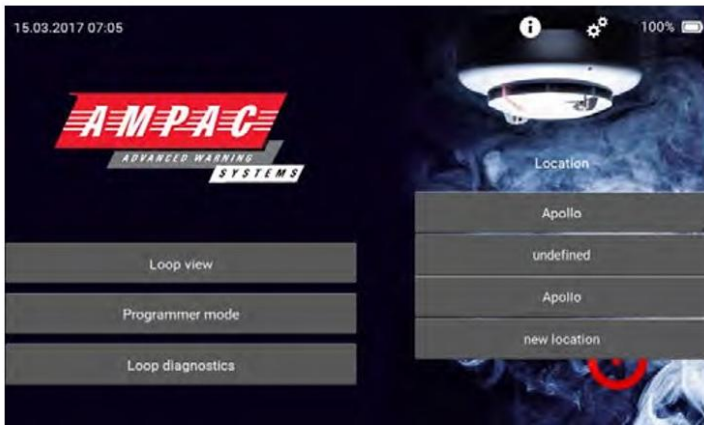 15.03.2017 07:05
100%
AMPAC
ADVANCED WARNING
SYSTEMS
Location
Apollo
undefined
Apollo
new location
Loop view
Programmer mode
Loop diagnostics